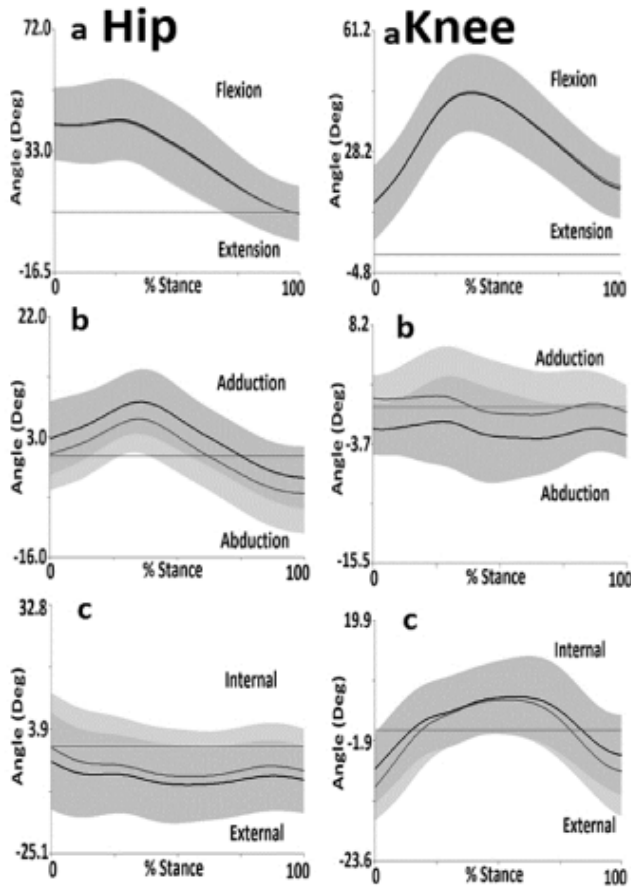 a Hip
72.0
Flexion
33.0
Angle (Deg)
Extension
-16.5
0 % Stance 100
a Knee
61.2
Flexion
28.2
Angle (Deg)
Extension
-4.8
0 % Stance 100
b
22.0
Adduction
3.0
Angle (Deg)
Abduction
-16.0
0 % Stance 100
b
8.2
Adduction
-3.7
Angle (Deg)
Abduction
-15.5
0 % Stance 100
c
32.8
Internal
3.9
Angle (Deg)
External
-25.1
0 % Stance 100
c
19.9
Internal
-1.9
Angle (Deg)
External
-23.6
0 % Stance 100